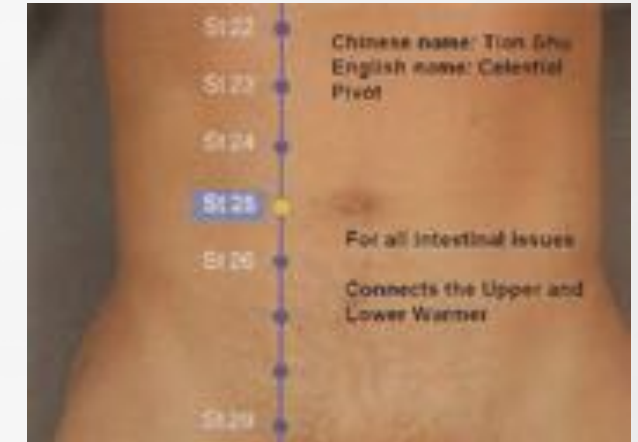 St 22
Chinese name: Tian Shu
English name: Celestial
Pivot
St 23
St 24
St 25
For all intestinal issues
St 26
Connects the Upper and
Lower Warmer
St 29